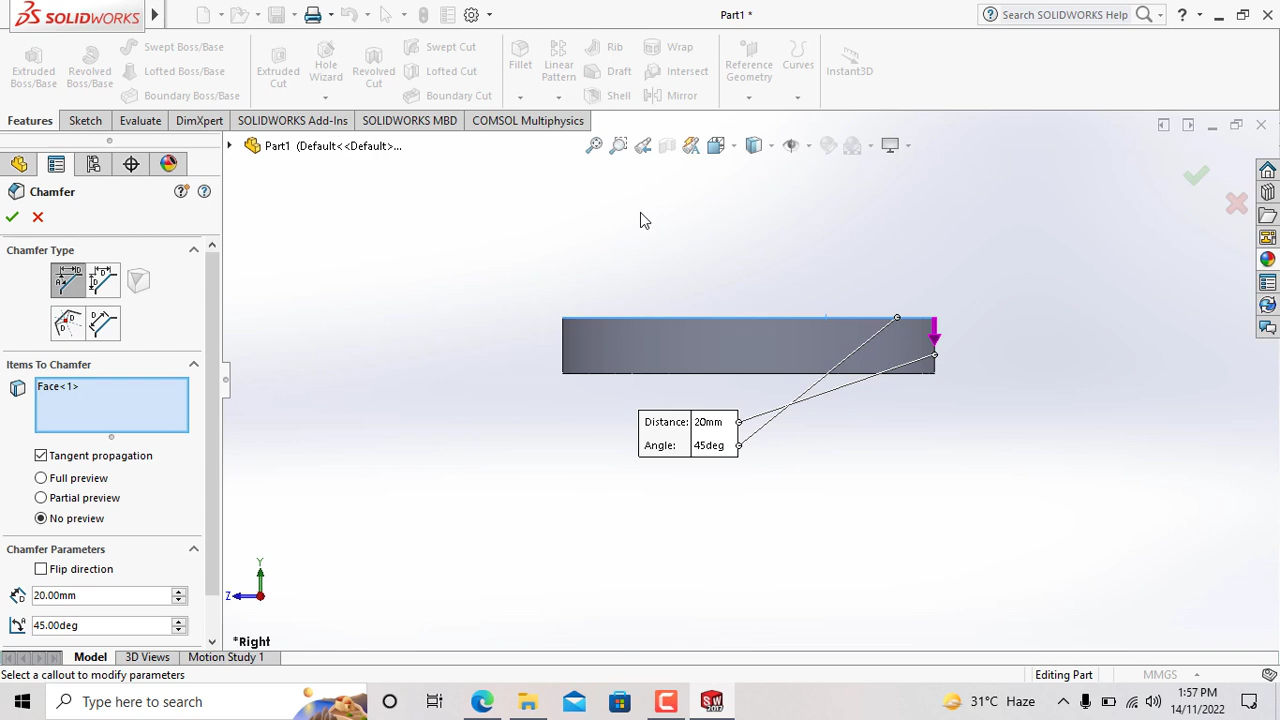 SOLIDWORKS
Part1 *
Search SOLIDWORKS Help
Extruded Boss/Base
Revolved Boss/Base
Swept Boss/Base
Lofted Boss/Base
Boundary Boss/Base
Extruded Cut
Hole Wizard
Revolved Cut
Swept Cut
Lofted Cut
Boundary Cut
Fillet
Linear Pattern
Rib
Draft
Shell
Wrap
Intersect
Mirror
Reference Geometry
Curves
Instant3D
Features
Sketch
Evaluate
DimXpert
SOLIDWORKS Add-Ins
SOLIDWORKS MBD
COMSOL Multiphysics
Part1 (Default<<Default>...
Chamfer
Chamfer Type
Items To Chamfer
Face<1>
Tangent propagation
Full preview
Partial preview
No preview
Chamfer Parameters
Flip direction
20.00mm
45.00deg
Distance: 20mm
Angle: 45deg
Y
Z
*Right
Model
3D Views
Motion Study 1
Select a callout to modify parameters
Editing Part
MMGS
Type here to search
SW
2017
31°C Haze
1:57 PM
14/11/2022